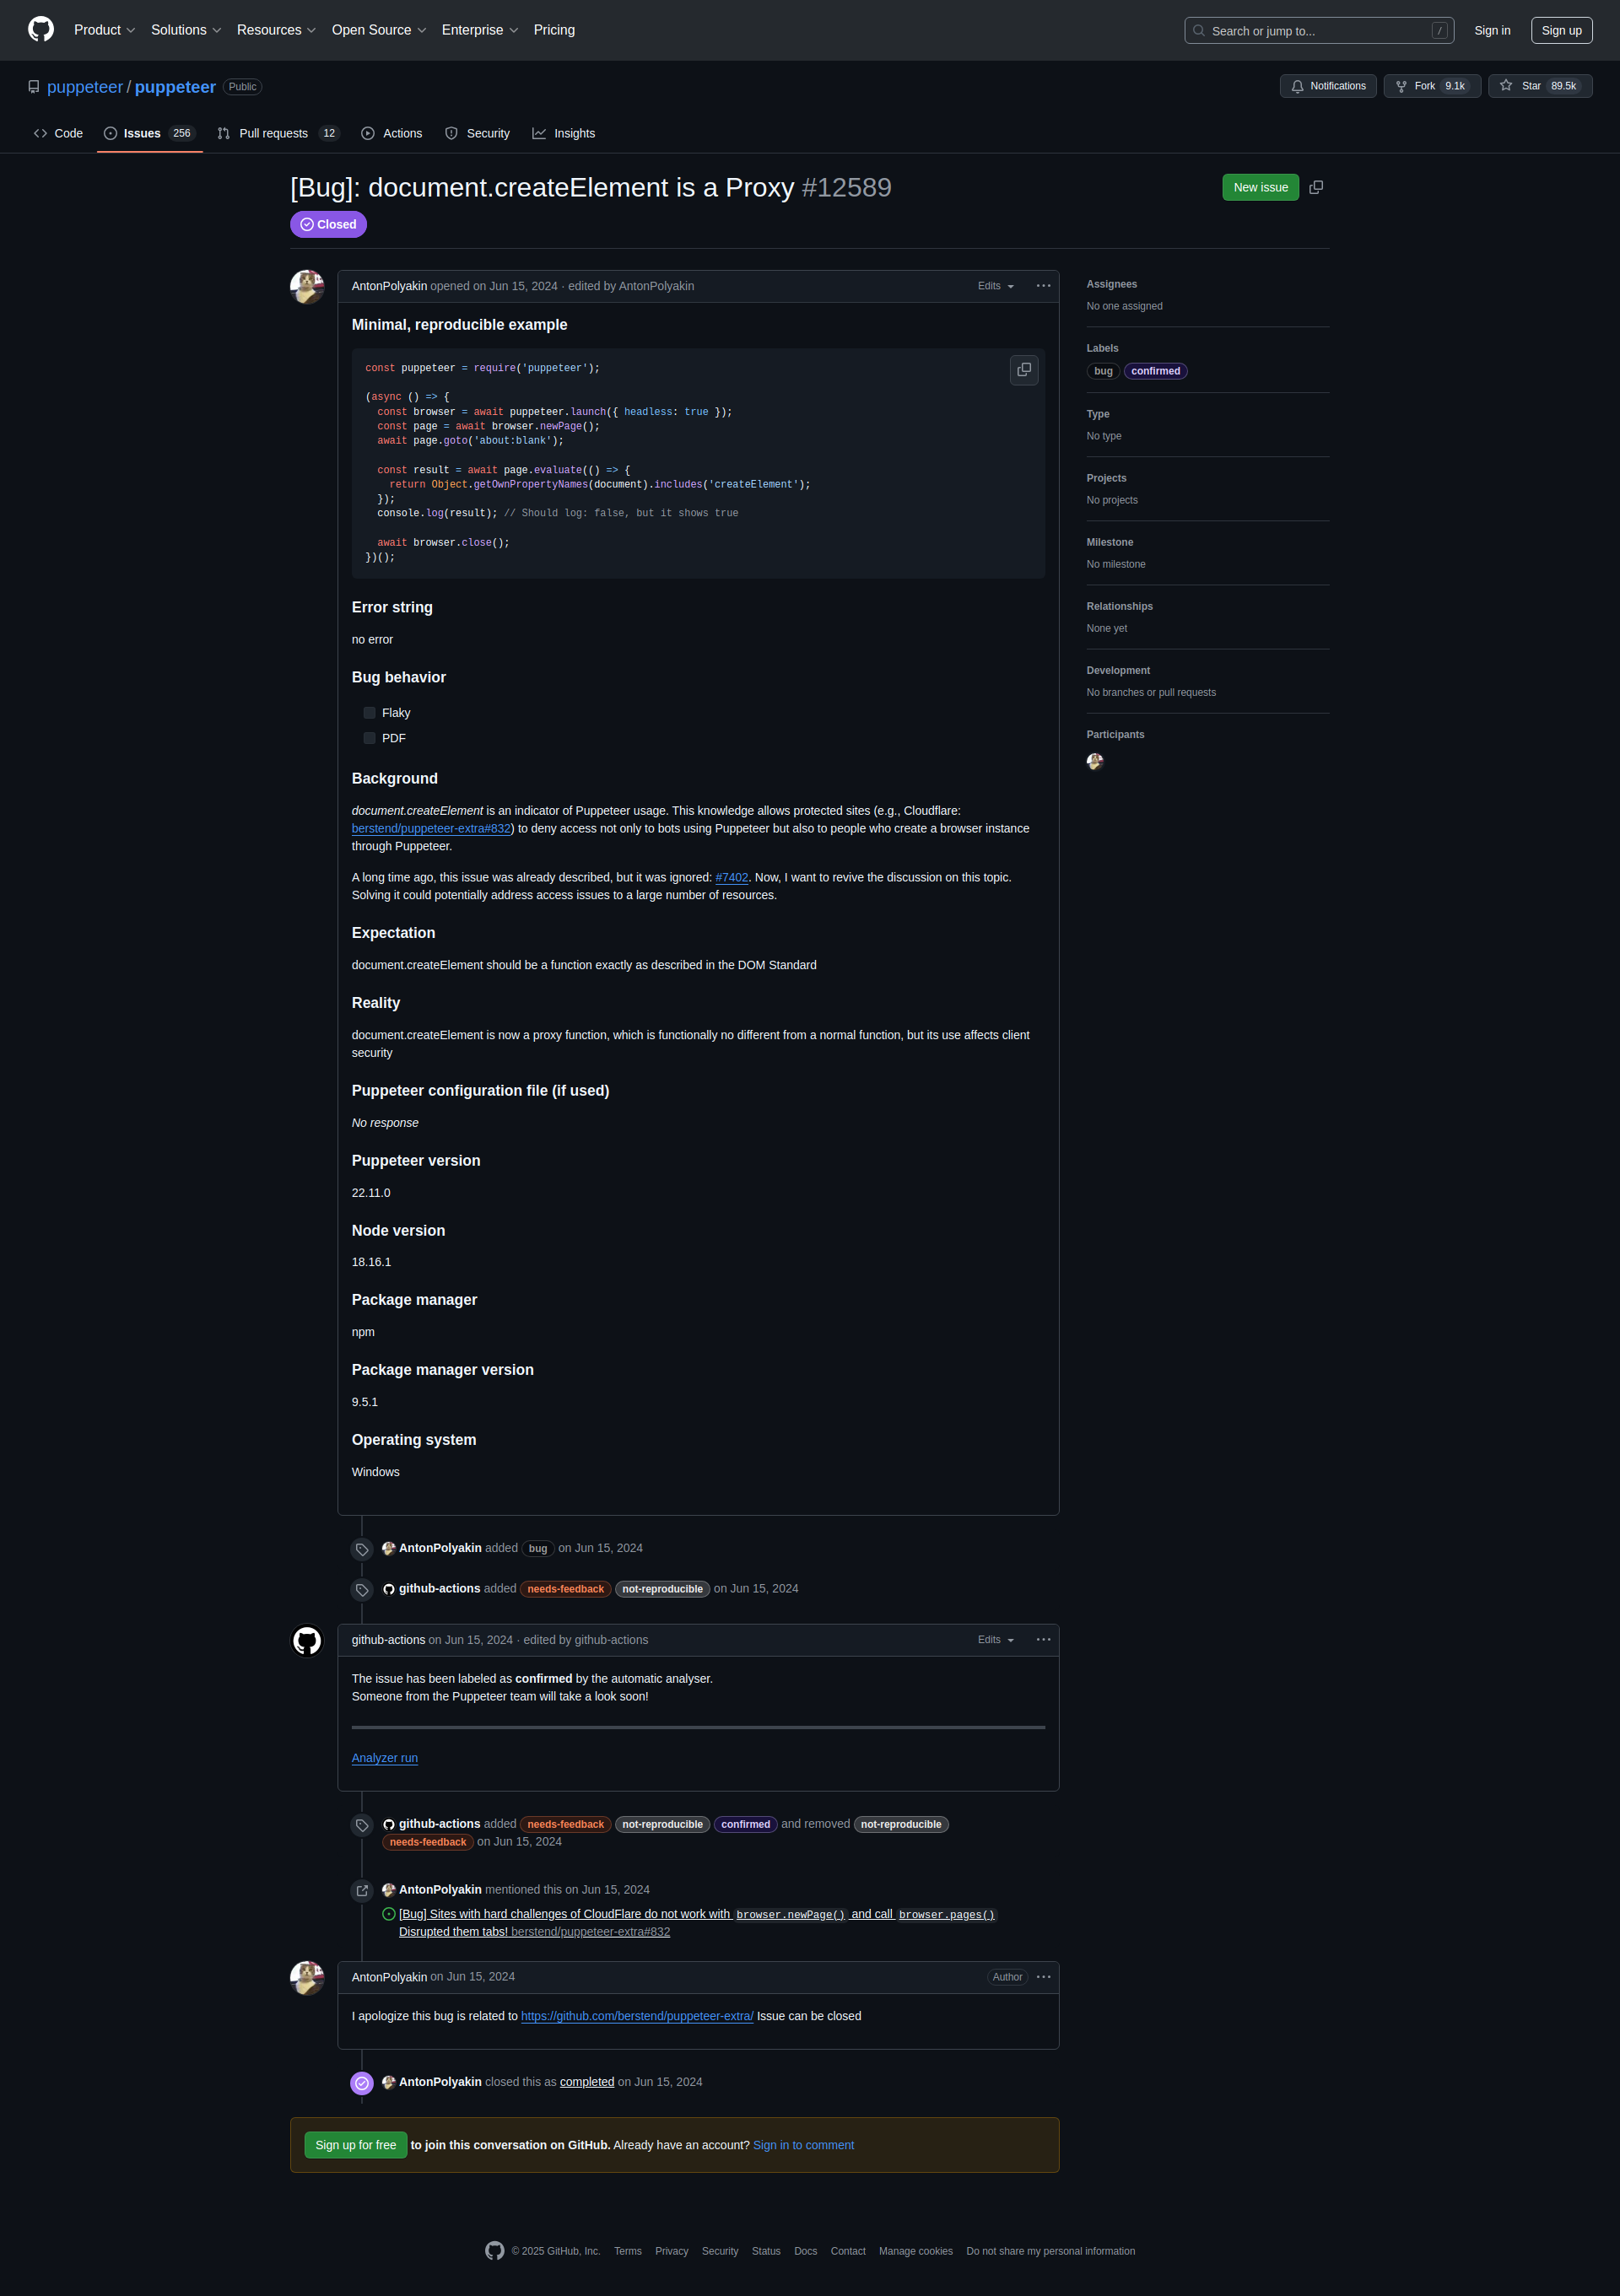 Product Solutions Resources Open Source Enterprise Pricing Search or jump to... / Sign in Sign up
puppeteer / puppeteer Public Notifications Fork 9.1k Star 89.5k
Code Issues 256 Pull requests 12 Actions Security Insights
[Bug]: document.createElement is a Proxy #12589 New issue
Closed
AntonPolyakin opened on Jun 15, 2024 · edited by AntonPolyakin Edits
Minimal, reproducible example
const puppeteer = require('puppeteer');
(async () => {
  const browser = await puppeteer.launch({ headless: true });
  const page = await browser.newPage();
  await page.goto('about:blank');
  const result = await page.evaluate(() => {
    return Object.getOwnPropertyNames(document).includes('createElement');
  });
  console.log(result); // Should log: false, but it shows true
  await browser.close();
})();
Error string
no error
Bug behavior
Flaky
PDF
Background
document.createElement is an indicator of Puppeteer usage. This knowledge allows protected sites (e.g., Cloudflare:
berstend/puppeteer-extra#832) to deny access not only to bots using Puppeteer but also to people who create a browser instance
through Puppeteer.
A long time ago, this issue was already described, but it was ignored: #7402. Now, I want to revive the discussion on this topic.
Solving it could potentially address access issues to a large number of resources.
Expectation
document.createElement should be a function exactly as described in the DOM Standard
Reality
document.createElement is now a proxy function, which is functionally no different from a normal function, but its use affects client
security
Puppeteer configuration file (if used)
No response
Puppeteer version
22.11.0
Node version
18.16.1
Package manager
npm
Package manager version
9.5.1
Operating system
Windows
AntonPolyakin added bug on Jun 15, 2024
github-actions added needs-feedback not-reproducible on Jun 15, 2024
github-actions on Jun 15, 2024 · edited by github-actions Edits
The issue has been labeled as confirmed by the automatic analyser.
Someone from the Puppeteer team will take a look soon!
Analyzer run
github-actions added needs-feedback not-reproducible confirmed and removed not-reproducible
needs-feedback on Jun 15, 2024
AntonPolyakin mentioned this on Jun 15, 2024
[Bug] Sites with hard challenges of CloudFlare do not work with browser.newPage() and call browser.pages()
Disrupted them tabs! berstend/puppeteer-extra#832
AntonPolyakin on Jun 15, 2024 Author
I apologize this bug is related to https://github.com/berstend/puppeteer-extra/ Issue can be closed
AntonPolyakin closed this as completed on Jun 15, 2024
Sign up for free to join this conversation on GitHub. Already have an account? Sign in to comment
Assignees
No one assigned
Labels
bug confirmed
Type
No type
Projects
No projects
Milestone
No milestone
Relationships
None yet
Development
No branches or pull requests
Participants
© 2025 GitHub, Inc. Terms Privacy Security Status Docs Contact Manage cookies Do not share my personal information